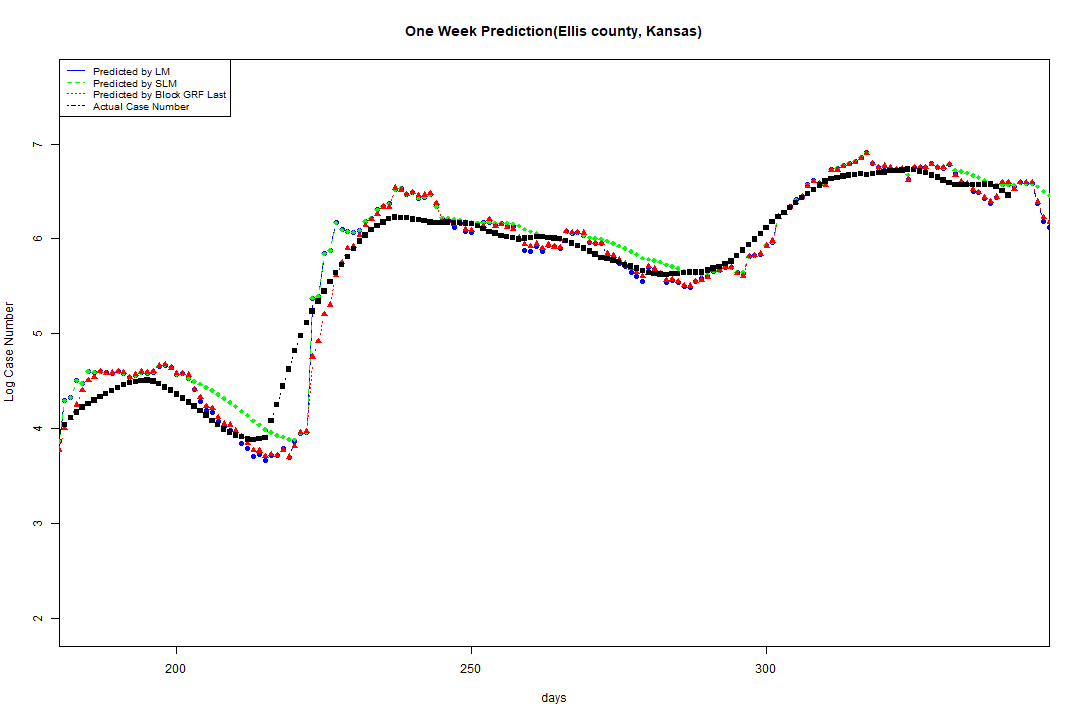 One Week Prediction(Ellis county, Kansas)
Predicted by LM
Predicted by SLM
Predicted by Block GRF Last
Actual Case Number
7
6
5
4
3
2
Log Case Number
200
250
300
days